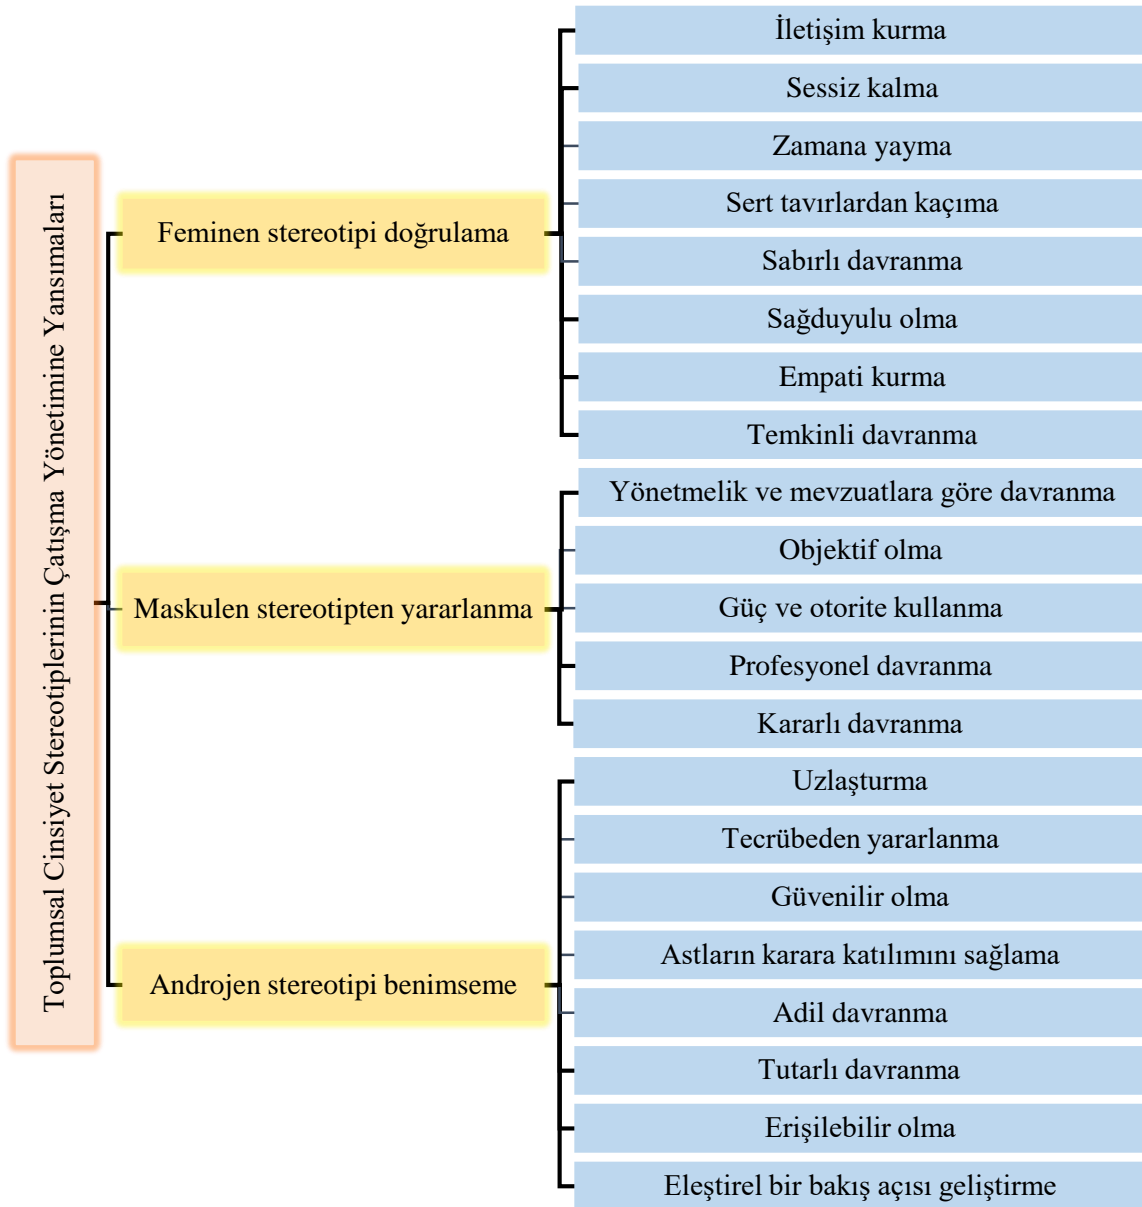 Toplumsal Cinsiyet Stereotiplerinin Çatışma Yönetimine Yansımaları
Feminen stereotipi doğrulama
İletişim kurma
Sessiz kalma
Zamana yayma
Sert tavırlardan kaçıma
Sabırlı davranma
Sağduyulu olma
Empati kurma
Temkinli davranma
Maskulen stereotipten yararlanma
Yönetmelik ve mevzuatlara göre davranma
Objektif olma
Güç ve otorite kullanma
Profesyonel davranma
Kararlı davranma
Androjen stereotipi benimseme
Uzlaşturma
Tecrübeden yararlanma
Güvenilir olma
Astların karara katılımını sağlama
Adil davranma
Tutarlı davranma
Erişilebilir olma
Eleştirel bir bakış açısı geliştirme